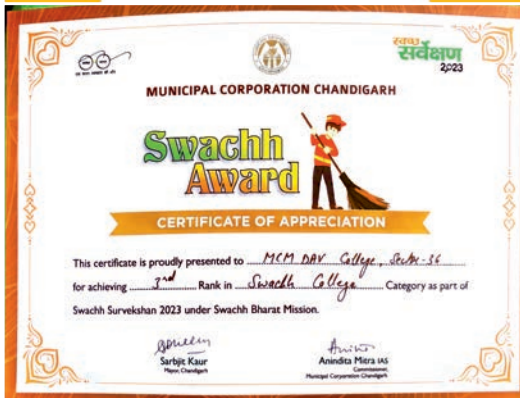 स्वच्छ
सर्वेक्षण
2023
MUNICIPAL CORPORATION CHANDIGARH
Swachh
Award
CERTIFICATE OF APPRECIATION
This certificate is proudly presented to MCM DAV College, Sector-36
for achieving 3rd Rank in Swachh College Category as part of
Swachh Survekshan 2023 under Swachh Bharat Mission.
Sarbjit Kaur
Mayor, Chandigarh
Anindita Mitra IAS
Commissioner,
Municipal Corporation Chandigarh